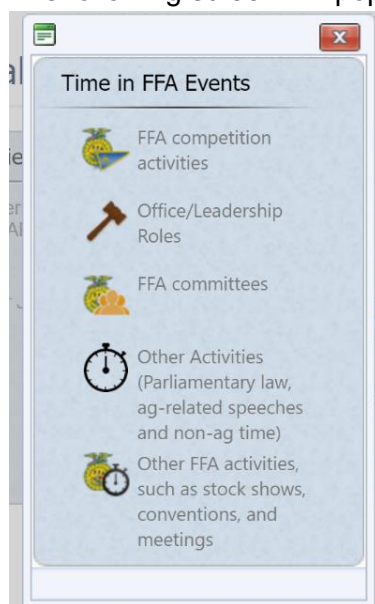 Time in FFA Events
FFA competition
activities
Office/Leadership
Roles
FFA committees
Other Activities
(Parliamentary law,
ag-related speeches
and non-ag time)
Other FFA activities,
such as stock shows,
conventions, and
meetings